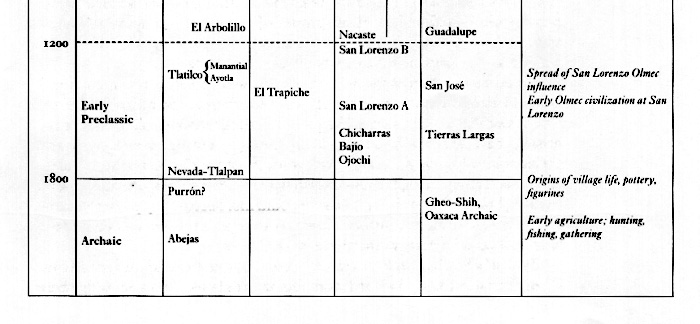 El Arbolillo
Nacaste
Guadalupe
1200
San Lorenzo B
Tlatilco { Manantial
Ayotla
El Trapiche
San José
Spread of San Lorenzo Olmec
influence
Early Olmec civilization at San
Lorenzo
Early
Preclassic
San Lorenzo A
Chicharras
Bajío
Ojochi
Tierras Largas
Nevada-Tlalpan
1800
Origins of village life, pottery,
figurines
Purrón?
Gheo-Shih,
Oaxaca Archaic
Early agriculture; hunting,
fishing, gathering
Archaic
Abejas